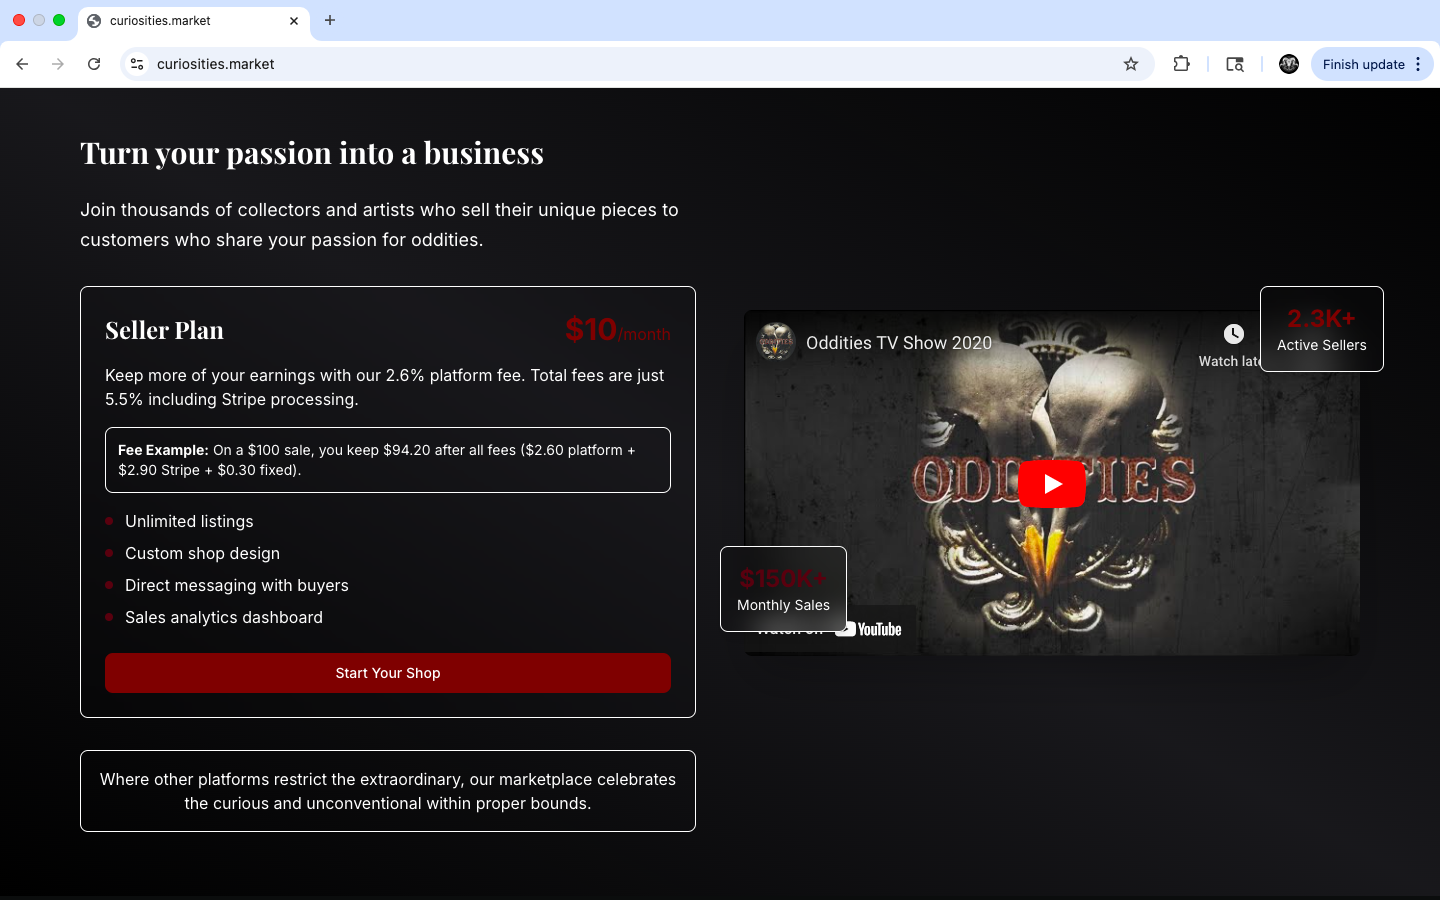 curiosities.market
curiosities.market
Finish update
Turn your passion into a business
Join thousands of collectors and artists who sell their unique pieces to
customers who share your passion for oddities.
Seller Plan
$10/month
Keep more of your earnings with our 2.6% platform fee. Total fees are just
5.5% including Stripe processing.
Fee Example: On a $100 sale, you keep $94.20 after all fees ($2.60 platform +
$2.90 Stripe + $0.30 fixed).
Unlimited listings
Custom shop design
Direct messaging with buyers
Sales analytics dashboard
Start Your Shop
Where other platforms restrict the extraordinary, our marketplace celebrates
the curious and unconventional within proper bounds.
Oddities TV Show 2020
Watch late
2.3K+
Active Sellers
ODDITIES
$150K+
Monthly Sales
Watch on YouTube